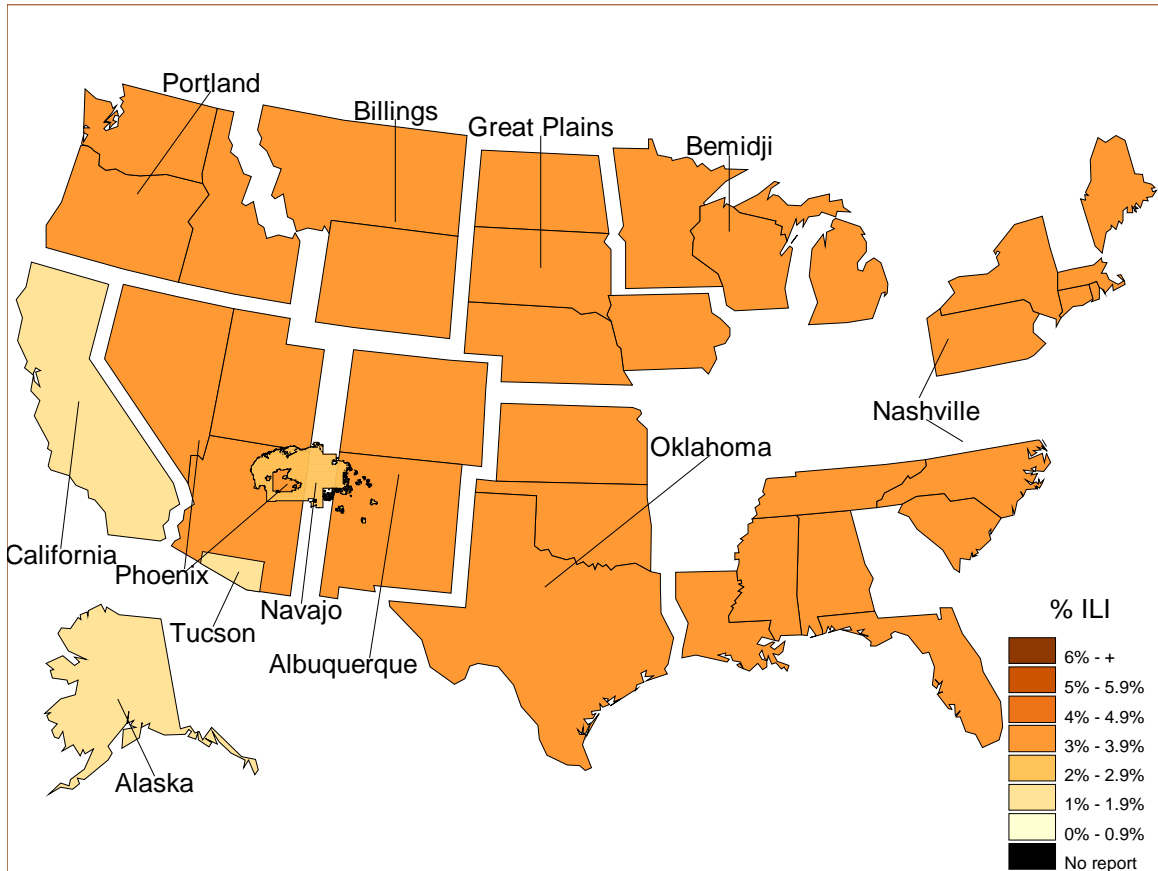 Portland
Billings
Great Plains
Bemidji
Nashville
Oklahoma
California
Phoenix
Navajo
Tucson
Albuquerque
Alaska
% ILI
6% - +
5% - 5.9%
4% - 4.9%
3% - 3.9%
2% - 2.9%
1% - 1.9%
0% - 0.9%
No report